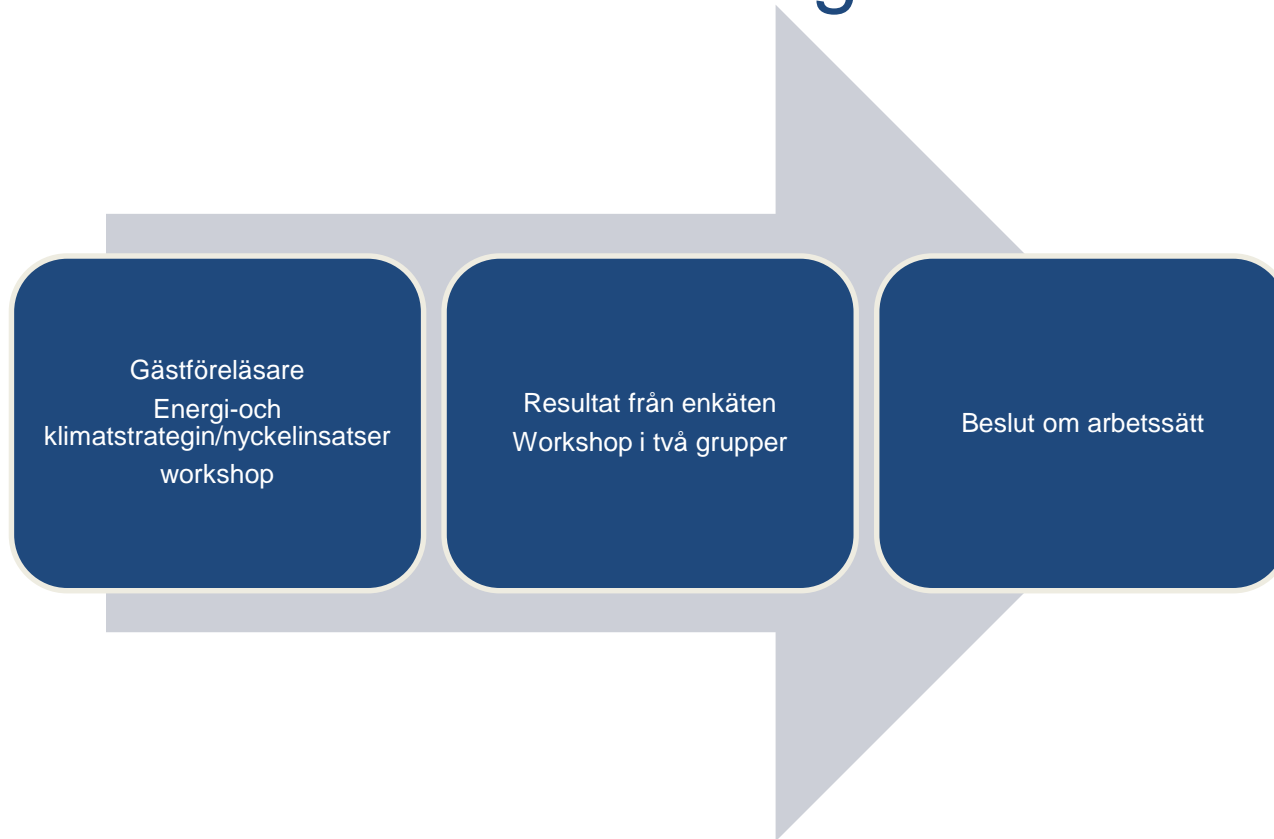 Gästföreläsare
Energi-och
klimatstrategin/nyckelinsatser
workshop
Resultat från enkäten
Workshop i två grupper
Beslut om arbetssätt